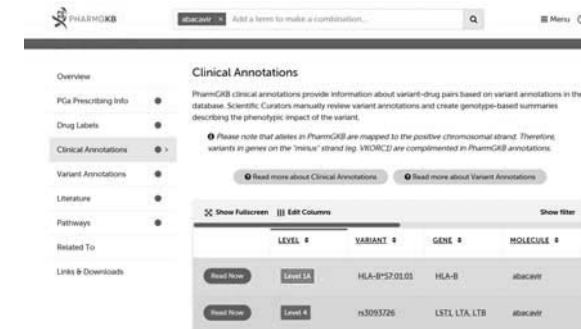 PHARMGKB
abacavir × Add a term to make a combination...
Menu
Overview
PGx Prescribing Info
Drug Labels
Clinical Annotations
Variant Annotations
Literature
Pathways
Related To
Links & Downloads
Clinical Annotations
PharmGKB clinical annotations provide information about variant-drug pairs based on variant annotations in the
database. Scientific Curators manually review variant annotations and create genotype-based summaries
describing the phenotypic impact of the variant.
Please note that alleles in PharmGKB are mapped to the positive chromosomal strand. Therefore,
variants in genes on the "minus" strand (eg. VKORC1) are complimented in PharmGKB annotations.
Read more about Clinical Annotations Read more about Variant Annotations
Show Fullscreen Edit Columns Show filter
LEVEL VARIANT GENE MOLECULE
Read Now Level 1A HLA-B*57:01:01 HLA-B abacavir
Read Now Level 4 rs3093726 LST1, LTA, LTB abacavir